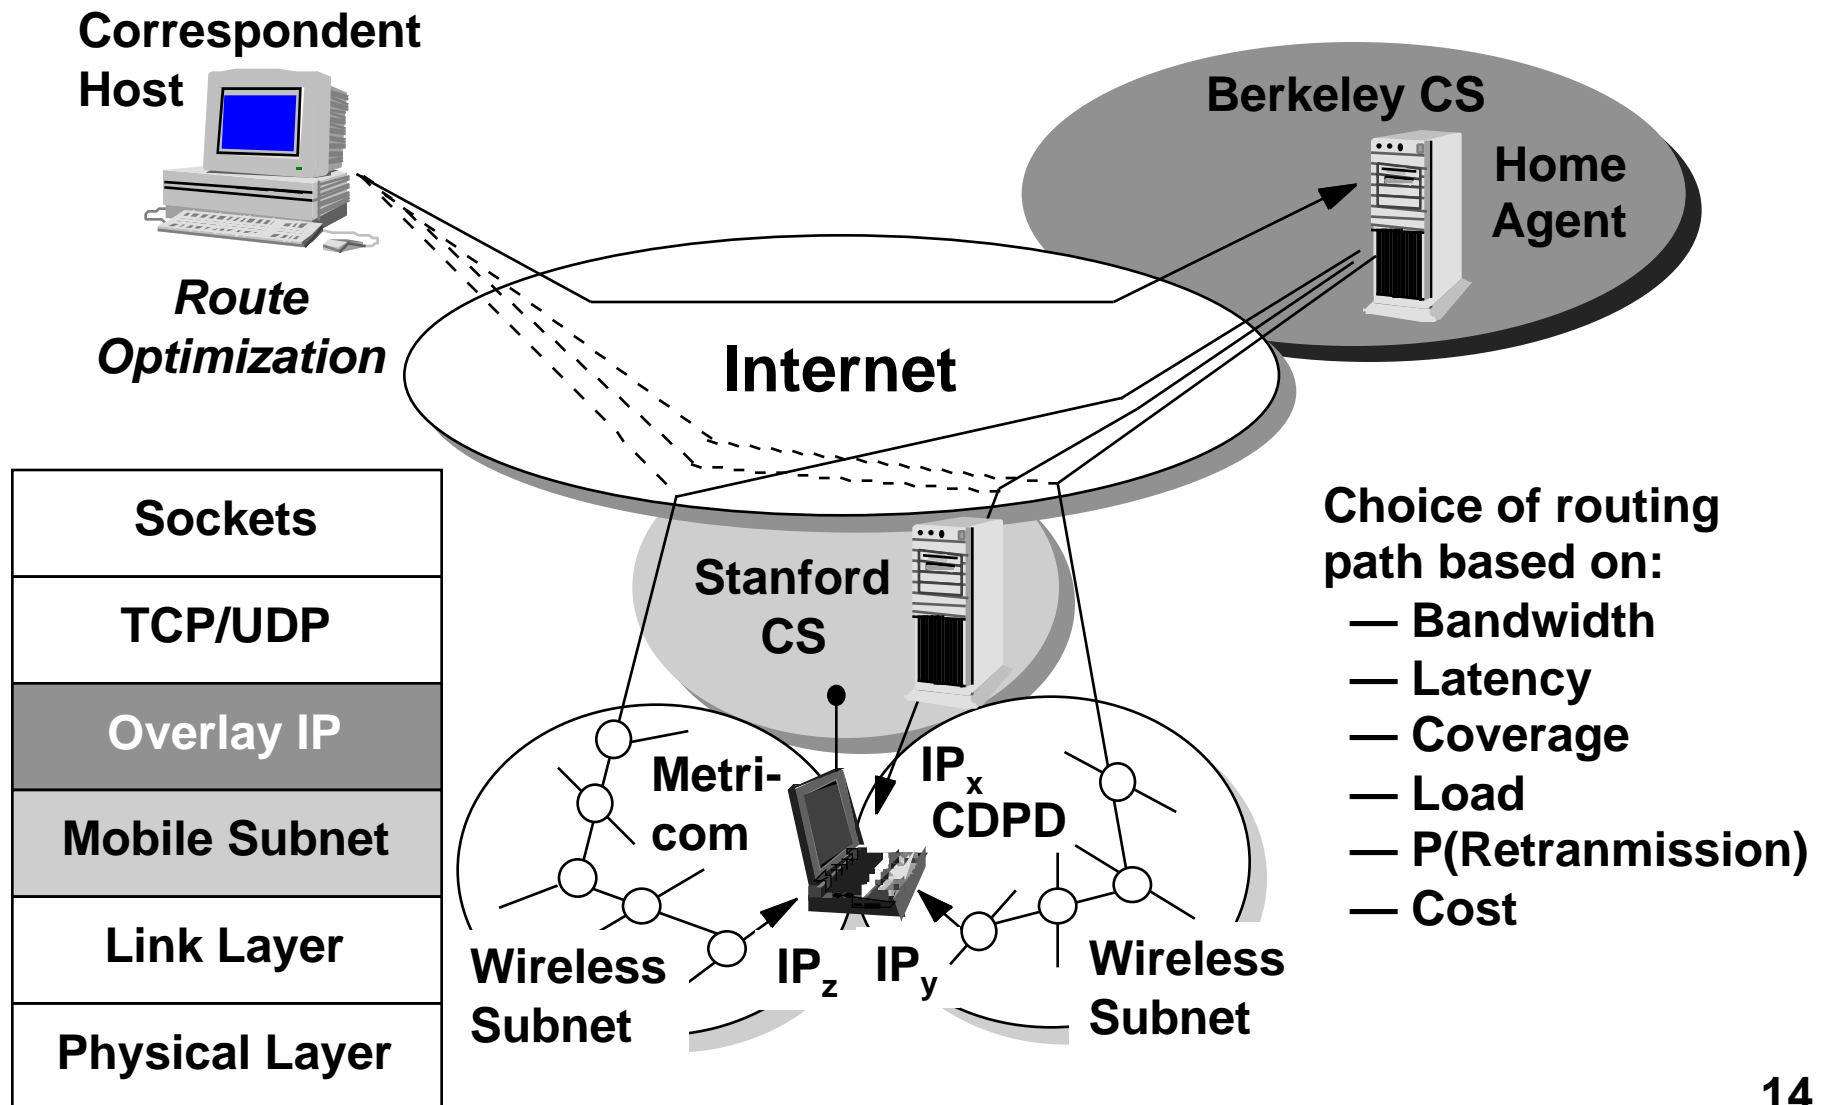 Correspondent
Host
Berkeley CS
Home
Agent
Route
Optimization
Internet
Sockets
TCP/UDP
Overlay IP
Mobile Subnet
Link Layer
Physical Layer
Stanford
CS
Metri-
com
IPx
CDPD
Wireless
Subnet
IPz
IPy
Wireless
Subnet
Choice of routing
path based on:
— Bandwidth
— Latency
— Coverage
— Load
— P(Retranmission)
— Cost
14